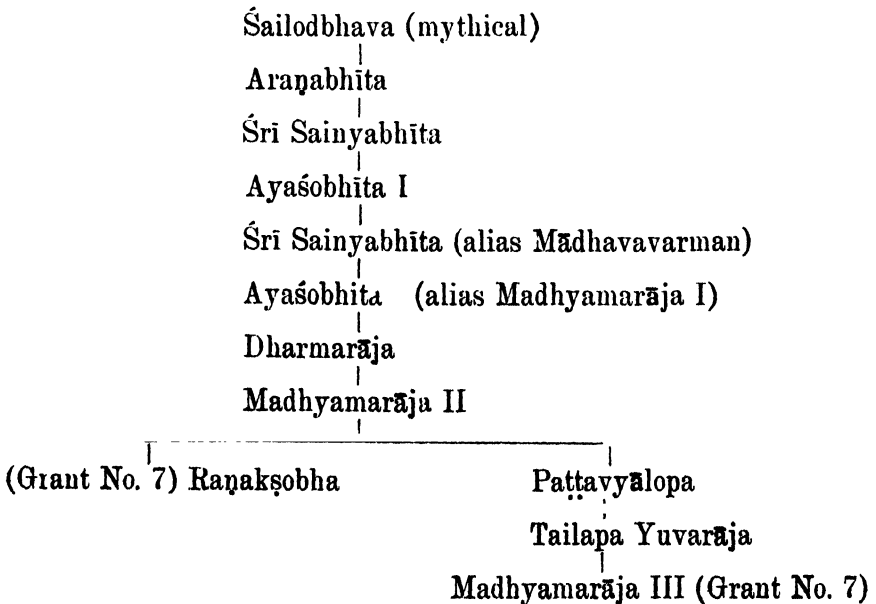 Śailodbhava (mythical)
Araṇabhīta
Śrī Sainyabhīta
Ayaśobhīta I
Śrī Sainyabhīta (alias Mādhavavarman)
Ayaśobhita (alias Madhyamarāja I)
Dharmarāja
Madhyamarāja II
(Grant No. 7) Raṇakṣobha Paṭṭavyālopa
Tailapa Yuvarāja
Madhyamarāja III (Grant No. 7)